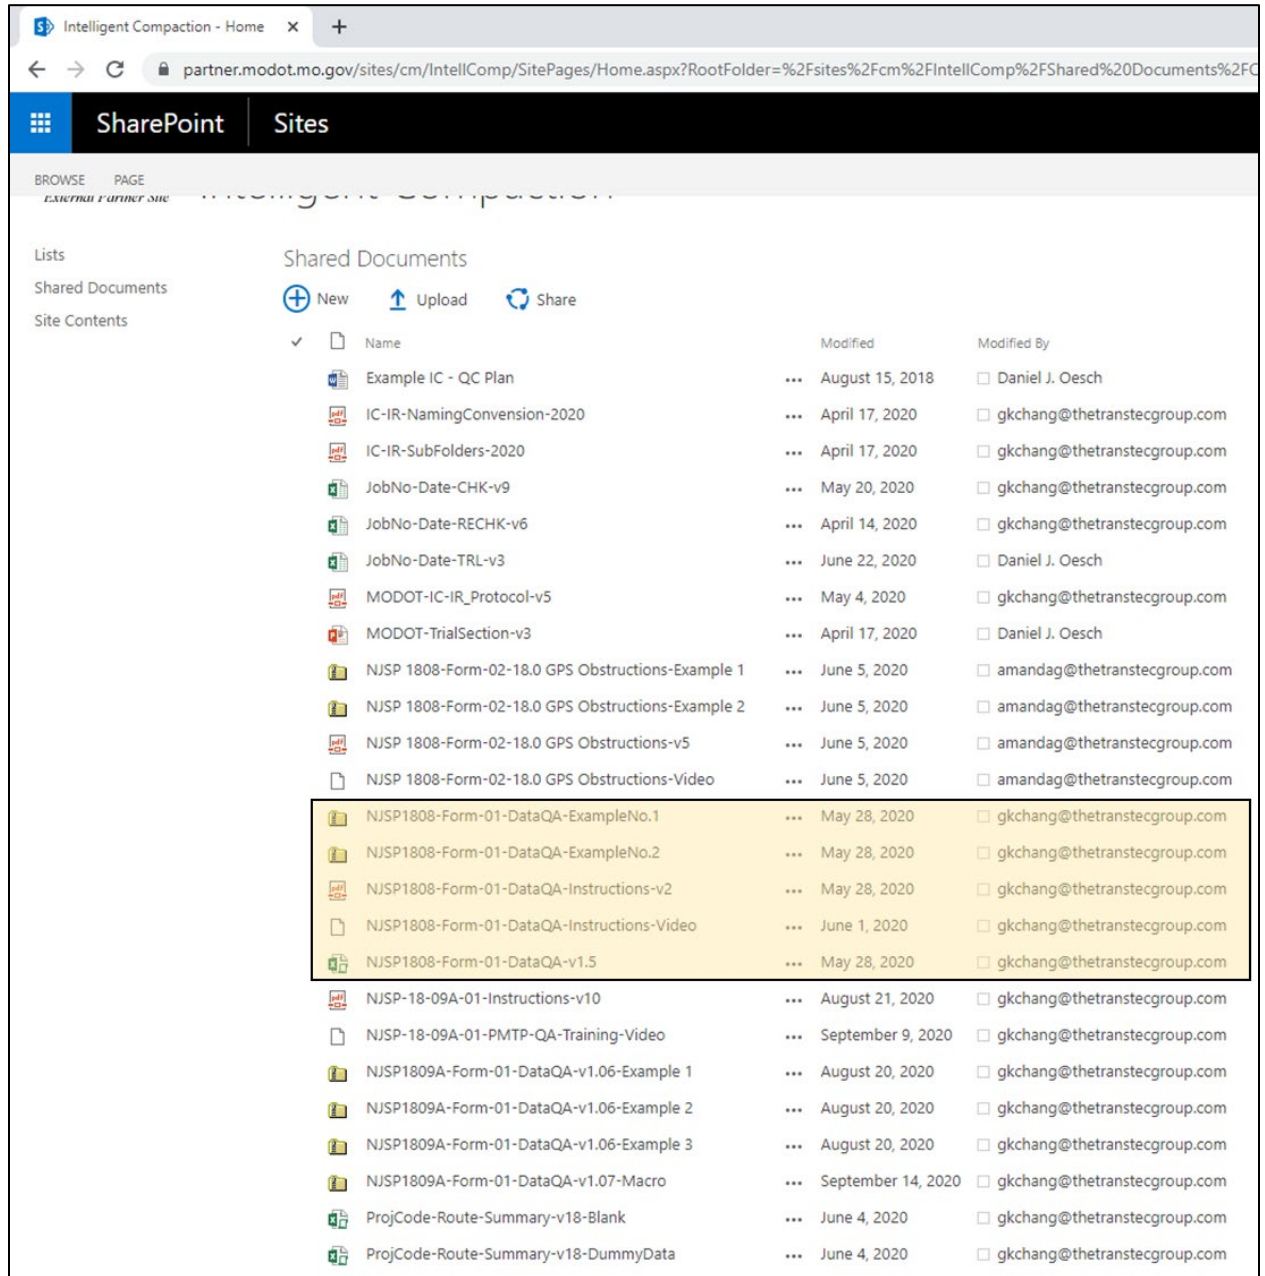 Intelligent Compaction - Home
partner.modot.mo.gov/sites/cm/IntellComp/SitePages/Home.aspx?RootFolder=%2Fsites%2Fcm%2FIntellComp%2FShared%20Documents%2F
SharePoint Sites
BROWSE PAGE
External Partner Site Intelligent Compaction
Lists
Shared Documents
Site Contents
Shared Documents
New Upload Share
Name Modified Modified By
Example IC - QC Plan ... August 15, 2018 Daniel J. Oesch
IC-IR-NamingConvension-2020 ... April 17, 2020 gkchang@thetranstecgroup.com
IC-IR-SubFolders-2020 ... April 17, 2020 gkchang@thetranstecgroup.com
JobNo-Date-CHK-v9 ... May 20, 2020 gkchang@thetranstecgroup.com
JobNo-Date-RECHK-v6 ... April 14, 2020 gkchang@thetranstecgroup.com
JobNo-Date-TRL-v3 ... June 22, 2020 Daniel J. Oesch
MODOT-IC-IR_Protocol-v5 ... May 4, 2020 gkchang@thetranstecgroup.com
MODOT-TrialSection-v3 ... April 17, 2020 Daniel J. Oesch
NJSP 1808-Form-02-18.0 GPS Obstructions-Example 1 ... June 5, 2020 amandag@thetranstecgroup.com
NJSP 1808-Form-02-18.0 GPS Obstructions-Example 2 ... June 5, 2020 amandag@thetranstecgroup.com
NJSP 1808-Form-02-18.0 GPS Obstructions-v5 ... June 5, 2020 amandag@thetranstecgroup.com
NJSP 1808-Form-02-18.0 GPS Obstructions-Video ... June 5, 2020 amandag@thetranstecgroup.com
NJSP1808-Form-01-DataQA-ExampleNo.1 ... May 28, 2020 gkchang@thetranstecgroup.com
NJSP1808-Form-01-DataQA-ExampleNo.2 ... May 28, 2020 gkchang@thetranstecgroup.com
NJSP1808-Form-01-DataQA-Instructions-v2 ... May 28, 2020 gkchang@thetranstecgroup.com
NJSP1808-Form-01-DataQA-Instructions-Video ... June 1, 2020 gkchang@thetranstecgroup.com
NJSP1808-Form-01-DataQA-v1.5 ... May 28, 2020 gkchang@thetranstecgroup.com
NJSP-18-09A-01-Instructions-v10 ... August 21, 2020 gkchang@thetranstecgroup.com
NJSP-18-09A-01-PMTP-QA-Training-Video ... September 9, 2020 gkchang@thetranstecgroup.com
NJSP1809A-Form-01-DataQA-v1.06-Example 1 ... August 20, 2020 gkchang@thetranstecgroup.com
NJSP1809A-Form-01-DataQA-v1.06-Example 2 ... August 20, 2020 gkchang@thetranstecgroup.com
NJSP1809A-Form-01-DataQA-v1.06-Example 3 ... August 20, 2020 gkchang@thetranstecgroup.com
NJSP1809A-Form-01-DataQA-v1.07-Macro ... September 14, 2020 gkchang@thetranstecgroup.com
ProjCode-Route-Summary-v18-Blank ... June 4, 2020 gkchang@thetranstecgroup.com
ProjCode-Route-Summary-v18-DummyData ... June 4, 2020 gkchang@thetranstecgroup.com